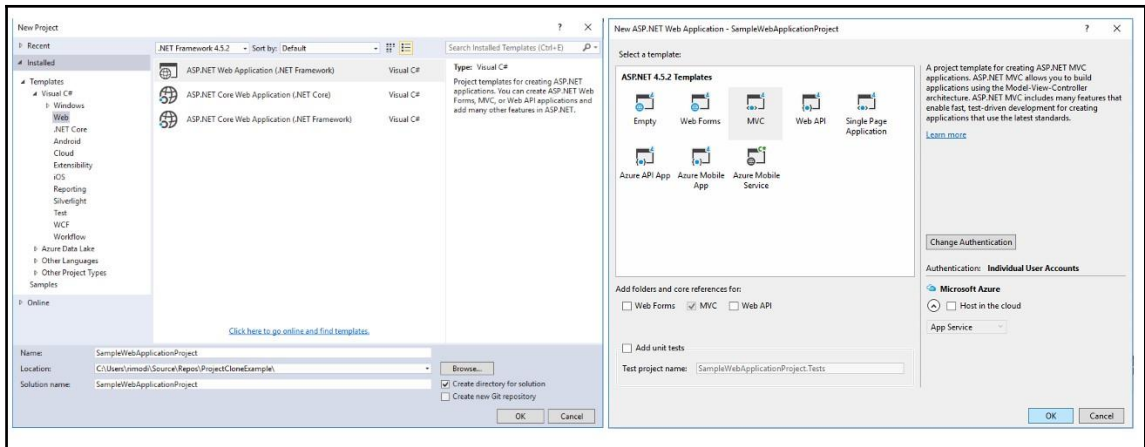 New Project
? ×
Recent
Installed
Templates
Visual C#
Windows
Web
.NET Core
Android
Cloud
Extensibility
iOS
Reporting
Silverlight
Test
WCF
Workflow
Azure Data Lake
Other Languages
Other Project Types
Samples
Online
.NET Framework 4.5.2 Sort by: Default
ASP.NET Web Application (.NET Framework) Visual C#
ASP.NET Core Web Application (.NET Core) Visual C#
ASP.NET Core Web Application (.NET Framework) Visual C#
Click here to go online and find templates.
Search Installed Templates (Ctrl+E)
Type: Visual C#
Project templates for creating ASP.NET
applications. You can create ASP.NET Web
Forms, MVC, or Web API applications and
add many other features in ASP.NET.
Name: SampleWebApplicationProject
Location: C:\Users\rimodi\Source\Repos\ProjectCloneExample\ Browse...
Solution name: SampleWebApplicationProject
Create directory for solution
Create new Git repository
OK Cancel
New ASP.NET Web Application - SampleWebApplicationProject
? ×
Select a template:
ASP.NET 4.5.2 Templates
Empty Web Forms MVC Web API Single Page
Application
Azure API App Azure Mobile Azure Mobile
App Service
Add folders and core references for:
Web Forms MVC Web API
Add unit tests
Test project name: SampleWebApplicationProject.Tests
A project template for creating ASP.NET MVC
applications. ASP.NET MVC allows you to build
applications using the Model-View-Controller
architecture. ASP.NET MVC includes many features that
enable fast, test-driven development for creating
applications that use the latest standards.
Learn more
Change Authentication
Authentication: Individual User Accounts
Microsoft Azure
Host in the cloud
App Service
OK Cancel